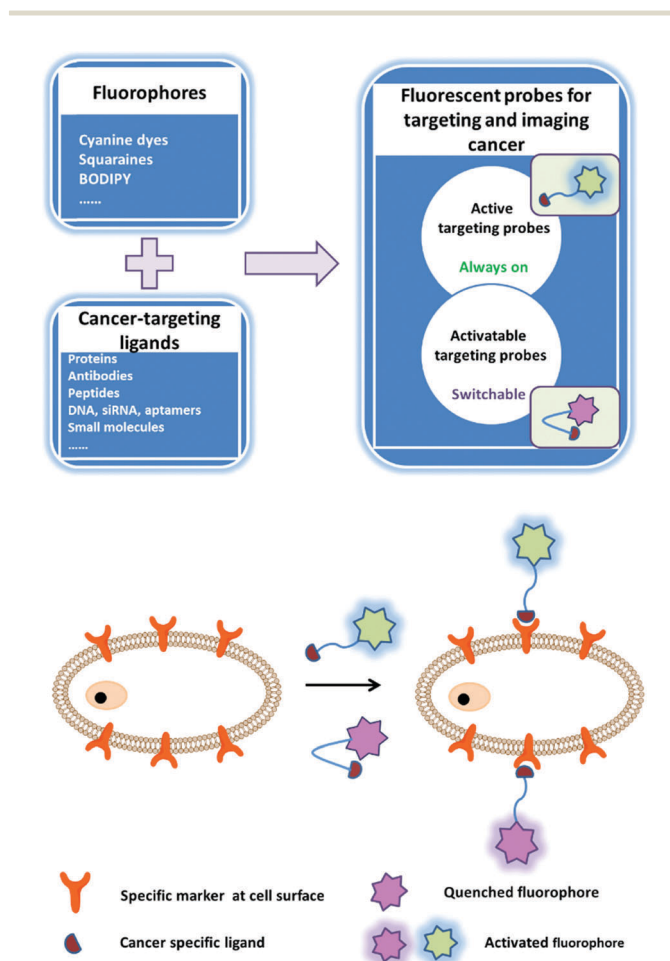 Fluorophores
Cyanine dyes
Squaraines
BODIPY
......
Cancer-targeting
ligands
Proteins
Antibodies
Peptides
DNA, siRNA, aptamers
Small molecules
......
Fluorescent probes for
targeting and imaging
cancer
Active
targeting probes
Always on
Activatable
targeting probes
Switchable
Specific marker at cell surface
Quenched fluorophore
Cancer specific ligand
Activated fluorophore